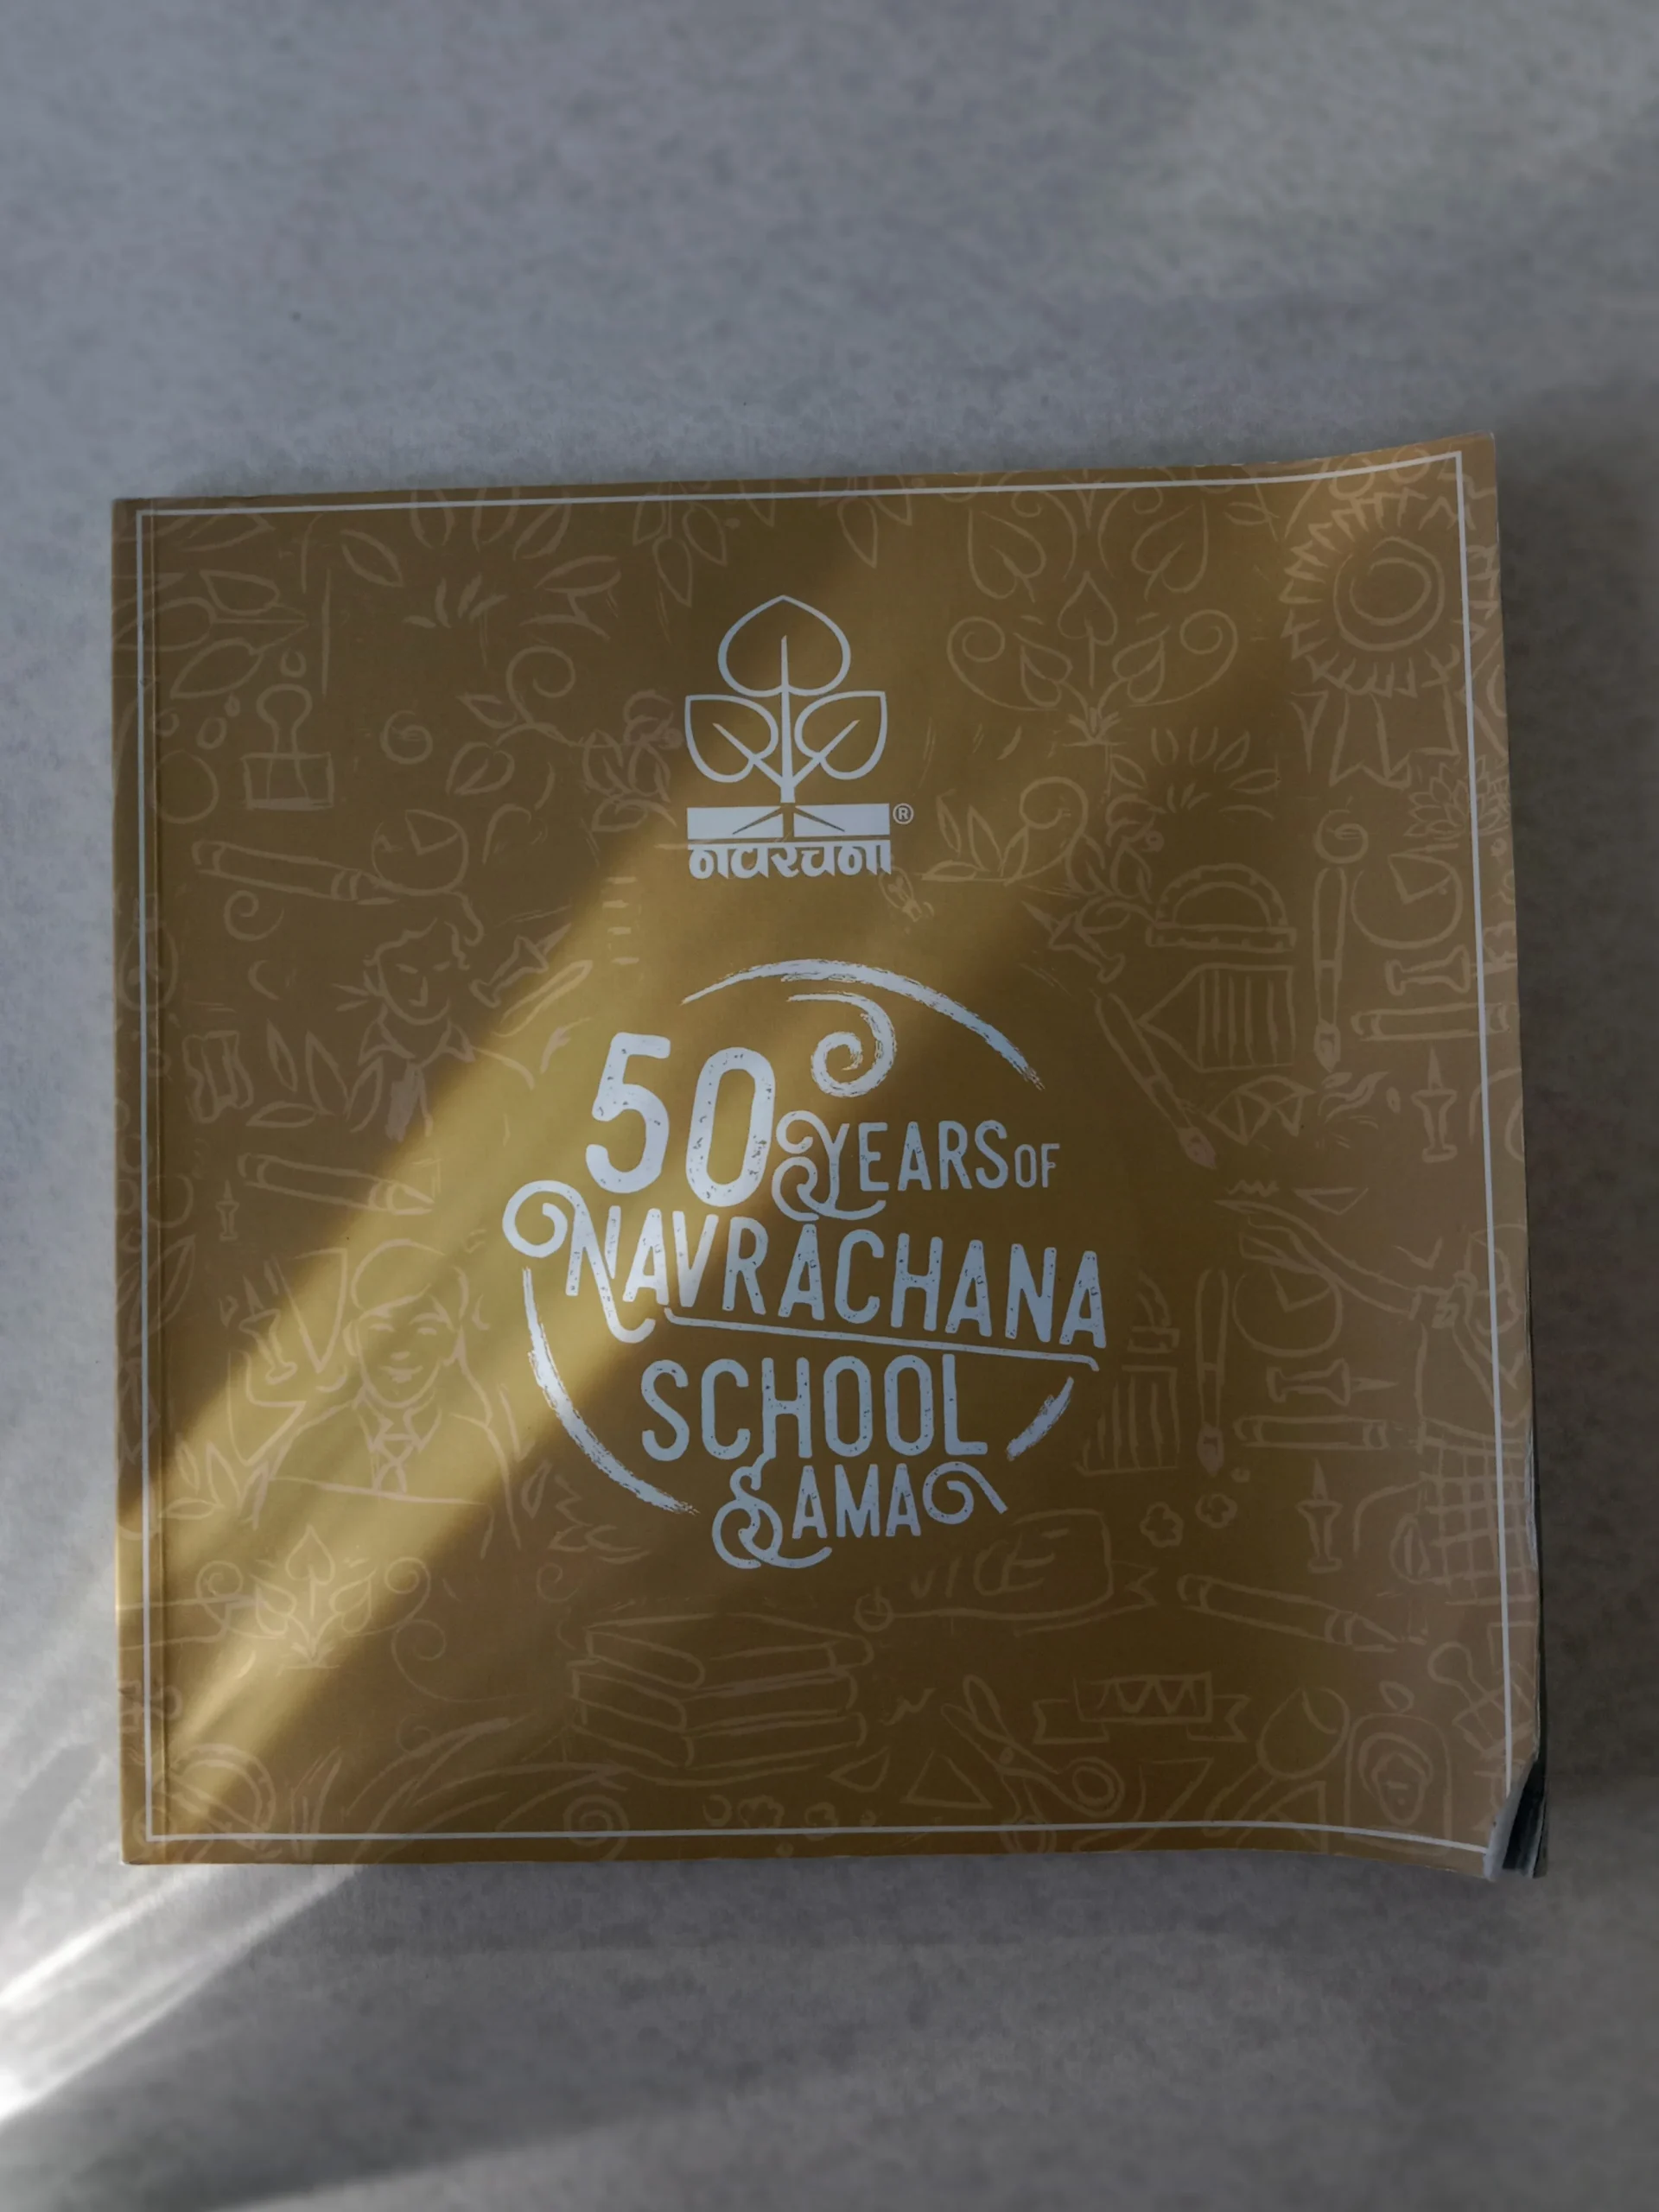 ®
नवरचना
50 YEARS OF
NAVRACHANA
SCHOOL
SAMA